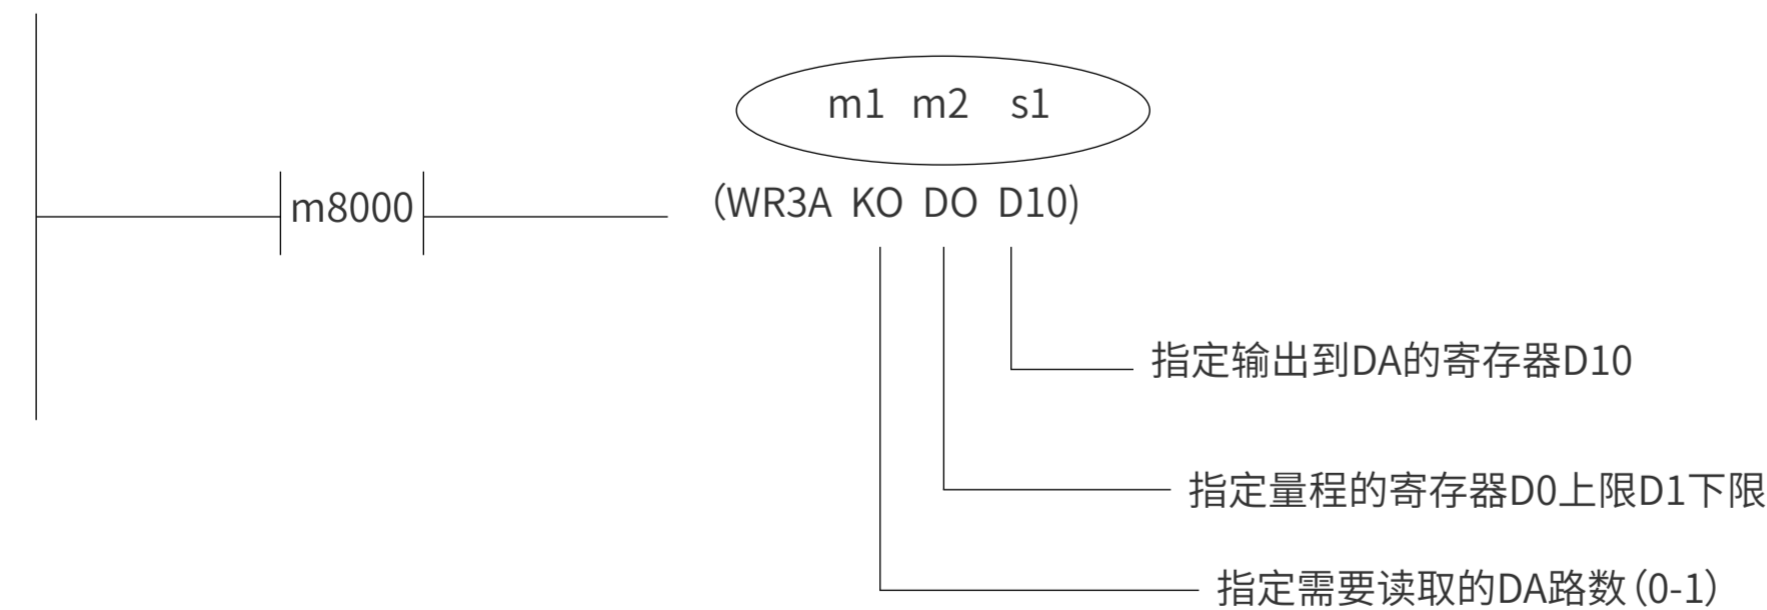 m1 m2 s1
m8000
(WR3A KO DO D10)
指定输出到DA的寄存器D10
指定量程的寄存器D0上限D1下限
指定需要读取的DA路数(0-1)